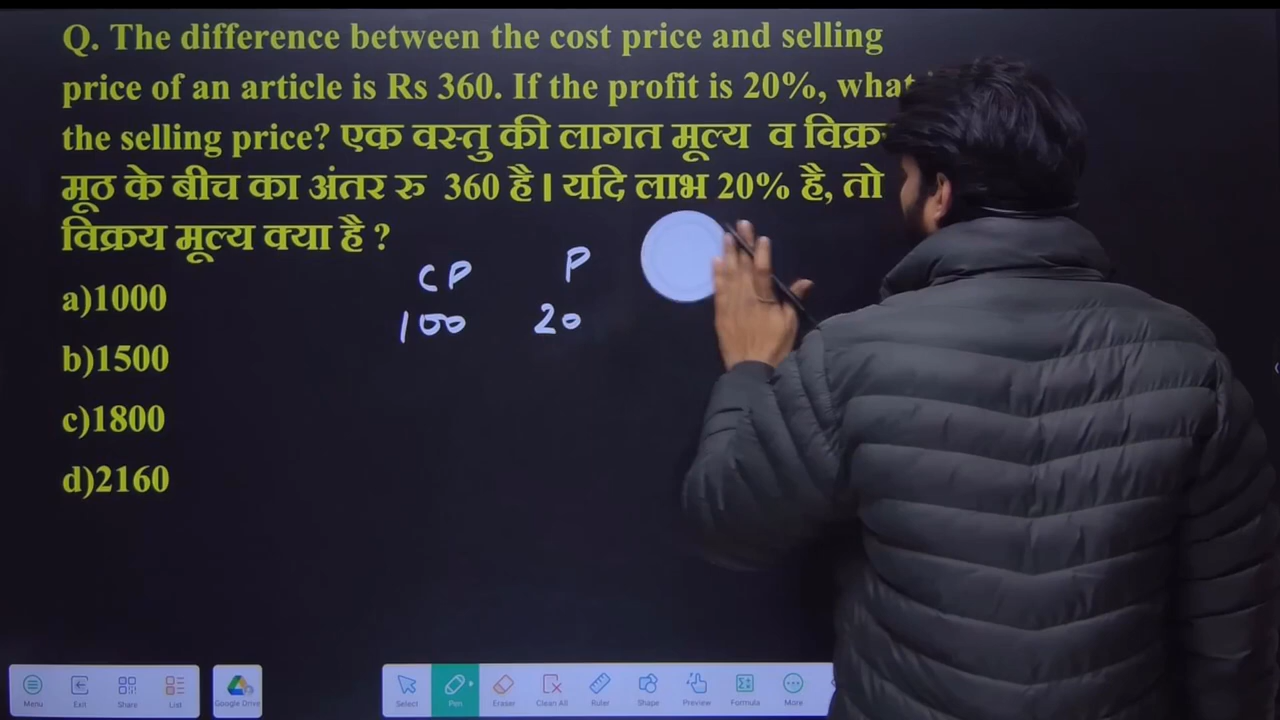 Q. The difference between the cost price and selling
price of an article is Rs 360. If the profit is 20%, what
the selling price? एक वस्तु की लागत मूल्य व
मूठ के बीच का अंतर रु 360 है। यदि लाभ 20% है, तो
विक्रय मूल्य क्या है ?
CP P
a)1000
100 20
b)1500
c)1800
d)2160
Menu Exit Share List Google Drive Select Pen Eraser Clean All Ruler Shape Preview Formula More